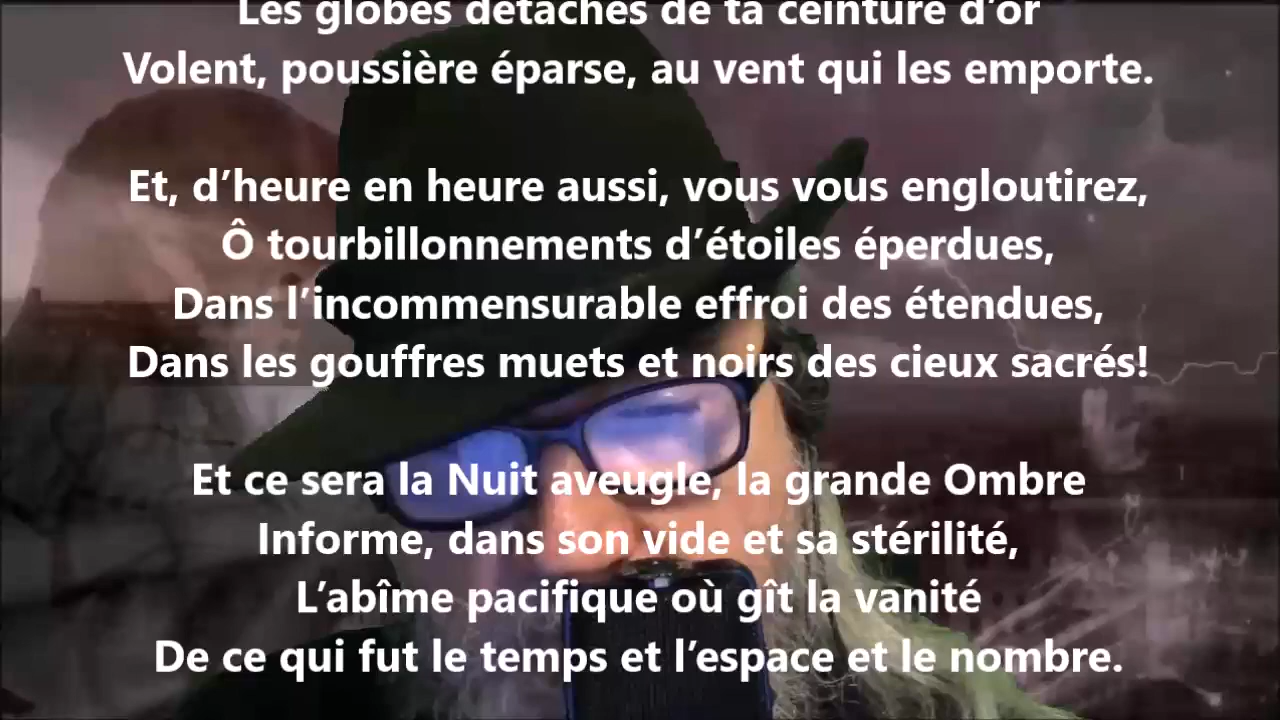 Les globes détachés de ta ceinture d’or
Volent, poussière éparse, au vent qui les emporte.
Et, d’heure en heure aussi, vous vous engloutirez,
Ô tourbillonnements d’étoiles éperdues,
Dans l’incommensurable effroi des étendues,
Dans les gouffres muets et noirs des cieux sacrés!
Et ce sera la Nuit aveugle, la grande Ombre
Informe, dans son vide et sa stérilité,
L’abîme pacifique où gît la vanité
De ce qui fut le temps et l’espace et le nombre.